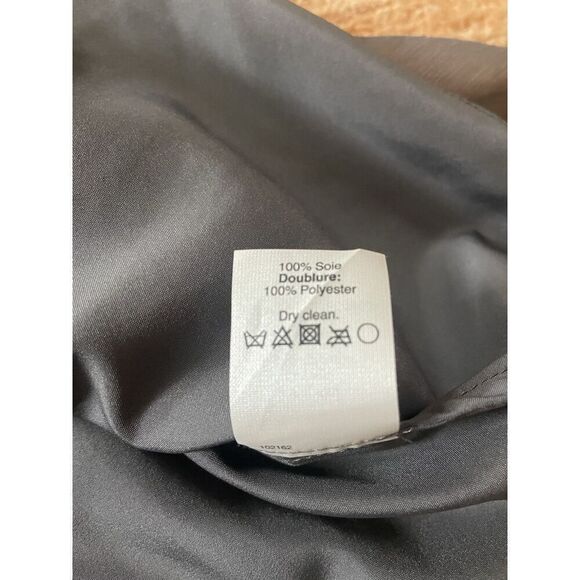 100% Soie
Doublure:
100% Polyester
Dry clean.
102162